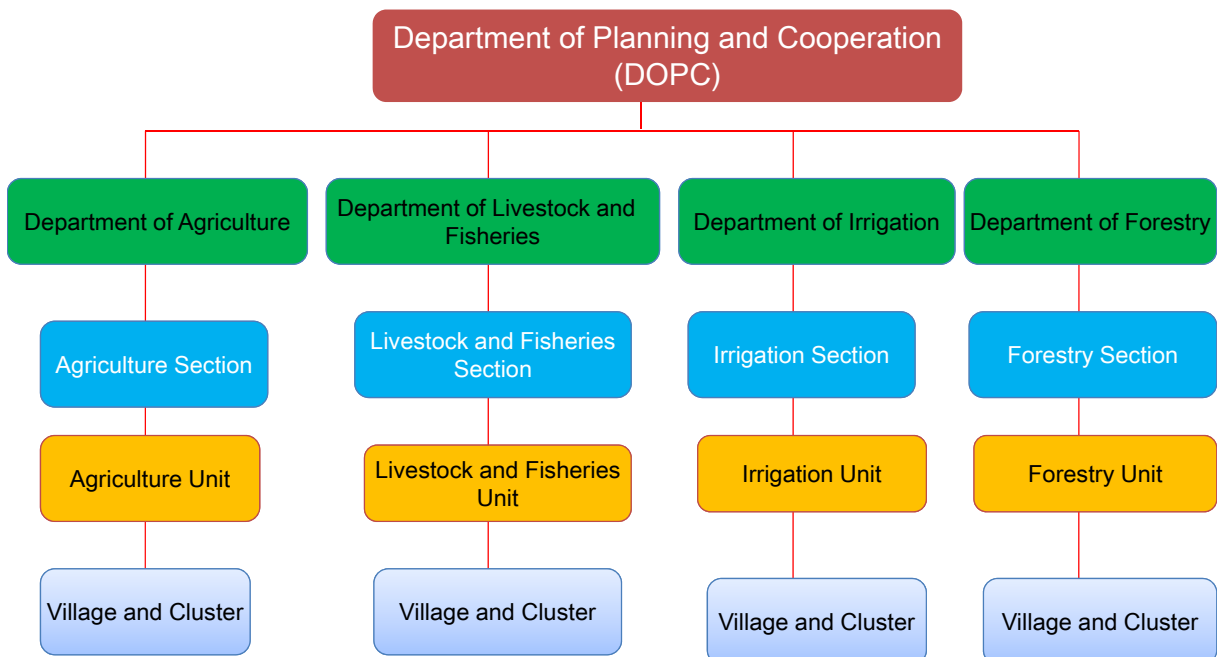 Department of Planning and Cooperation
(DOPC)
Department of Agriculture
Department of Livestock and
Fisheries
Department of Irrigation
Department of Forestry
Agriculture Section
Livestock and Fisheries
Section
Irrigation Section
Forestry Section
Agriculture Unit
Livestock and Fisheries
Unit
Irrigation Unit
Forestry Unit
Village and Cluster
Village and Cluster
Village and Cluster
Village and Cluster